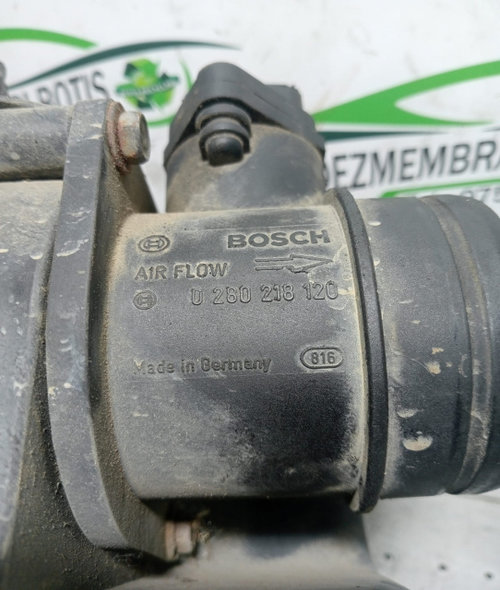 BOSCH
AIR FLOW
0 280 218 120
Made in Germany
816